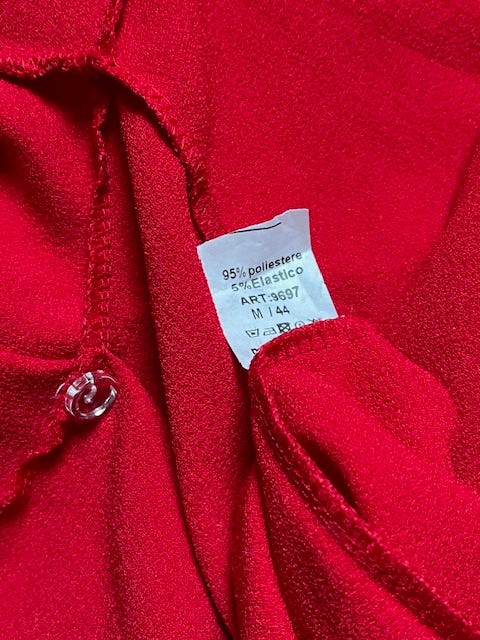 95% poliestere
5%Elastico
ART:9697
M / 44